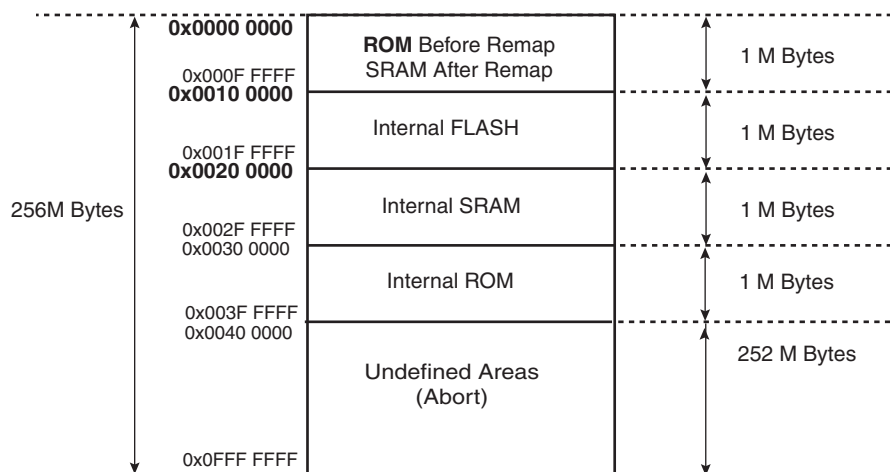 0x0000 0000
ROM Before Remap
SRAM After Remap
1 M Bytes
0x000F FFFF
0x0010 0000
Internal FLASH
1 M Bytes
0x001F FFFF
0x0020 0000
256M Bytes
Internal SRAM
1 M Bytes
0x002F FFFF
0x0030 0000
Internal ROM
1 M Bytes
0x003F FFFF
0x0040 0000
252 M Bytes
Undefined Areas
(Abort)
0x0FFF FFFF